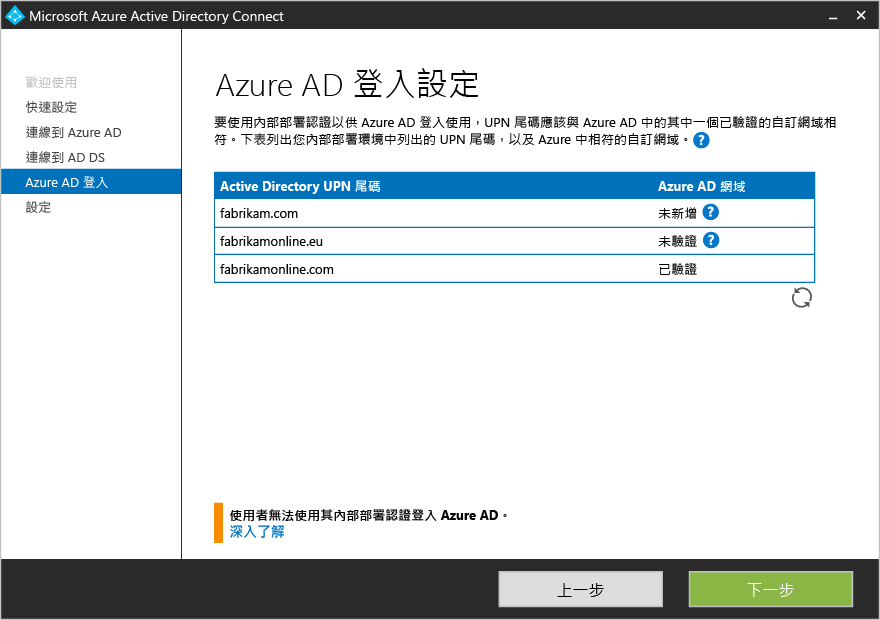 Microsoft Azure Active Directory Connect
歡迎使用
快速設定
連線到 Azure AD
連線到 AD DS
Azure AD 登入
設定
Azure AD 登入設定
要使用內部部署認證以供 Azure AD 登入使用，UPN 尾碼應該與 Azure AD 中的其中一個已驗證的自訂網域相
符。下表列出您內部部署環境中列出的 UPN 尾碼，以及 Azure 中相符的自訂網域。 ?
Active Directory UPN 尾碼 Azure AD 網域
fabrikam.com 未新增 ?
fabrikamonline.eu 未驗證 ?
fabrikamonline.com 已驗證
使用者無法使用其內部部署認證登入 Azure AD。
深入了解
上一步 下一步